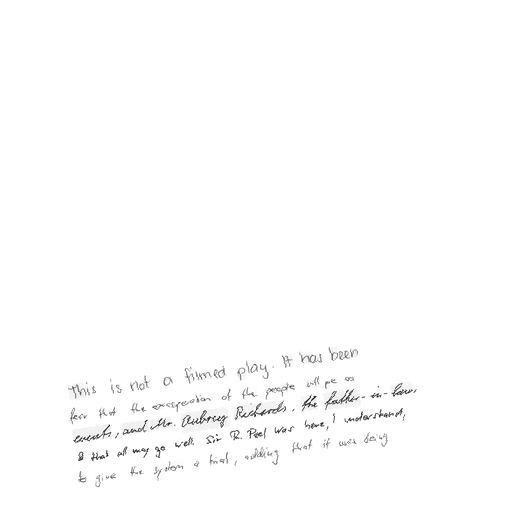 This is not a filmed play. It has been
fear that the exasperation of the people will be as
events, and Mr. Aubrey Richards, the father-in-law,
& that all may go well. Sir R. Peel was here, I understand,
to give the system a trial, adding that it was being